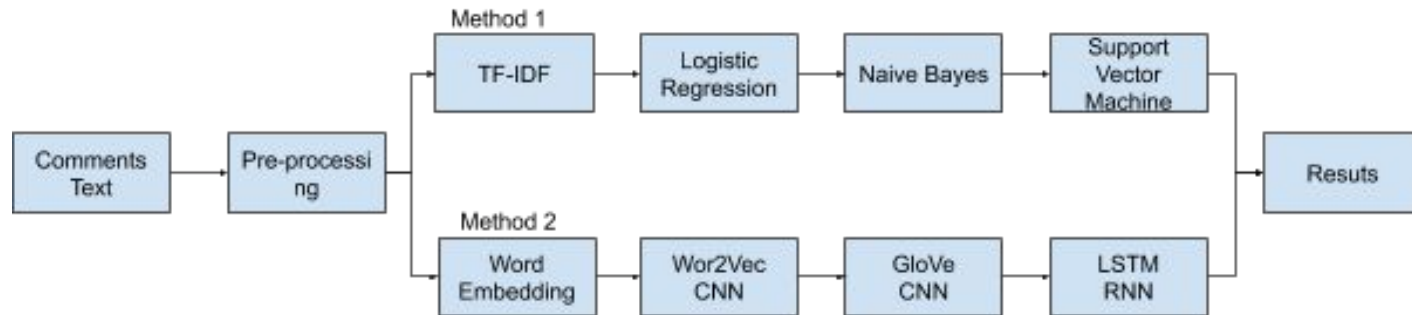 Method 1
TF-IDF
Logistic
Regression
Naive Bayes
Support
Vector
Machine
Comments
Text
Pre-processi
ng
Resuts
Method 2
Word
Embedding
Wor2Vec
CNN
GloVe
CNN
LSTM
RNN